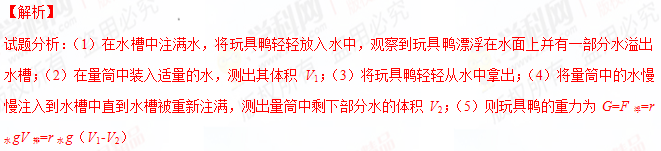 【解析】
试题分析：（1）在水槽中注满水，将玩具鸭轻轻放入水中，观察到玩具鸭漂浮在水面上并有一部分水溢出
水槽；（2）在量筒中装入适量的水，测出其体积 V1；（3）将玩具鸭轻轻从水中拿出；（4）将量筒中的水慢
慢注入到水槽中直到水槽被重新注满，测出量筒中剩下部分水的体积 V2；（5）则玩具鸭的重力为 G=F 浮=r
水gV 排=r 水g（V1-V2）